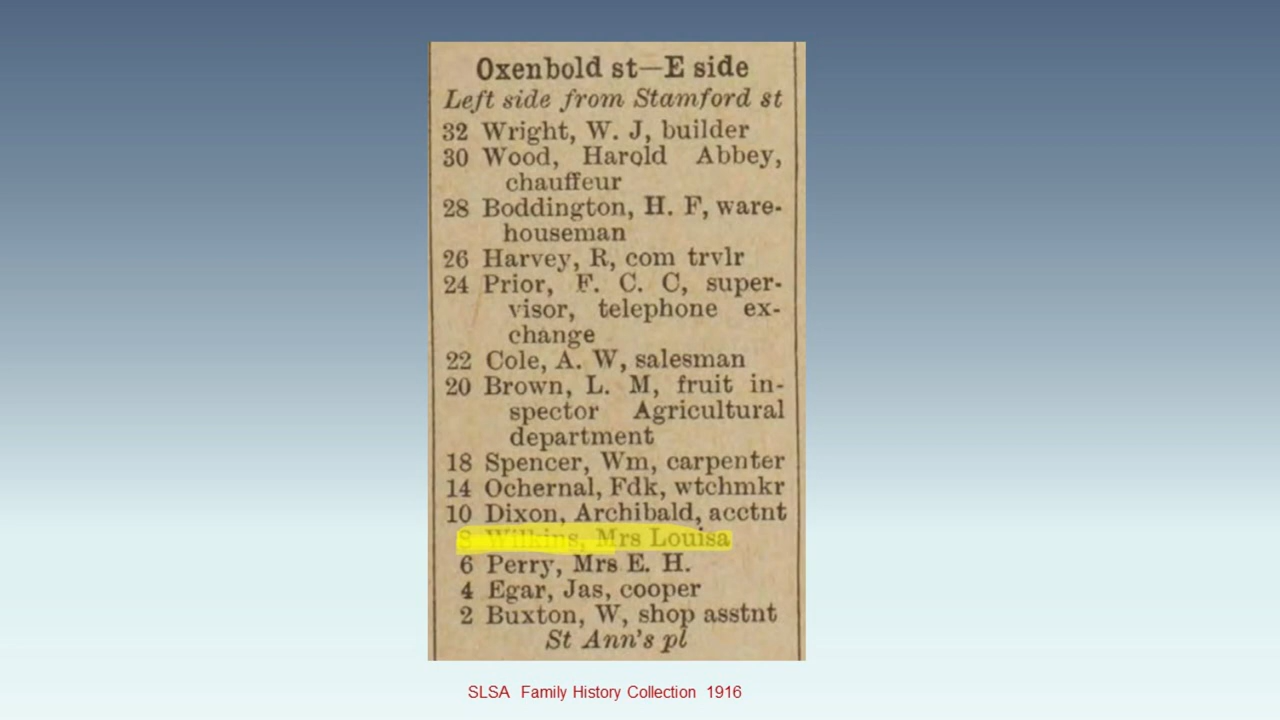 Oxenbold st—E side
Left side from Stamford st
32 Wright, W. J, builder
30 Wood, Harold Abbey,
chauffeur
28 Boddington, H. F, ware-
houseman
26 Harvey, R, com trvlr
24 Prior, F. C. C, super-
visor, telephone ex-
change
22 Cole, A. W, salesman
20 Brown, L. M, fruit in-
spector Agricultural
department
18 Spencer, Wm, carpenter
14 Ochernal, Fdk, wtchmkr
10 Dixon, Archibald, acctnt
8 Wilkins, Mrs Louisa
6 Perry, Mrs E. H.
4 Egar, Jas, cooper
2 Buxton, W, shop asstnt
St Ann's pl
SLSA Family History Collection 1916